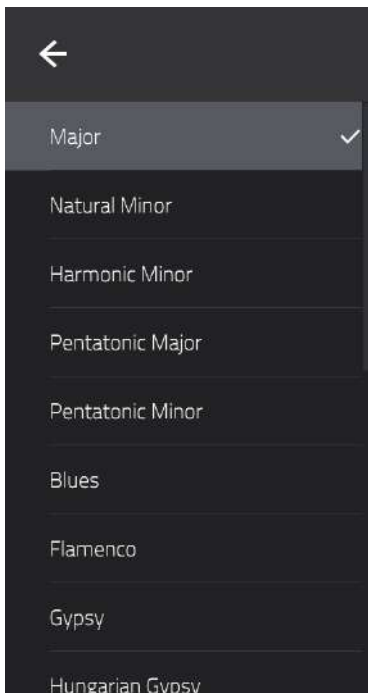 Major
Natural Minor
Harmonic Minor
Pentatonic Major
Pentatonic Minor
Blues
Flamenco
Gypsy
Hungarian Gypsy